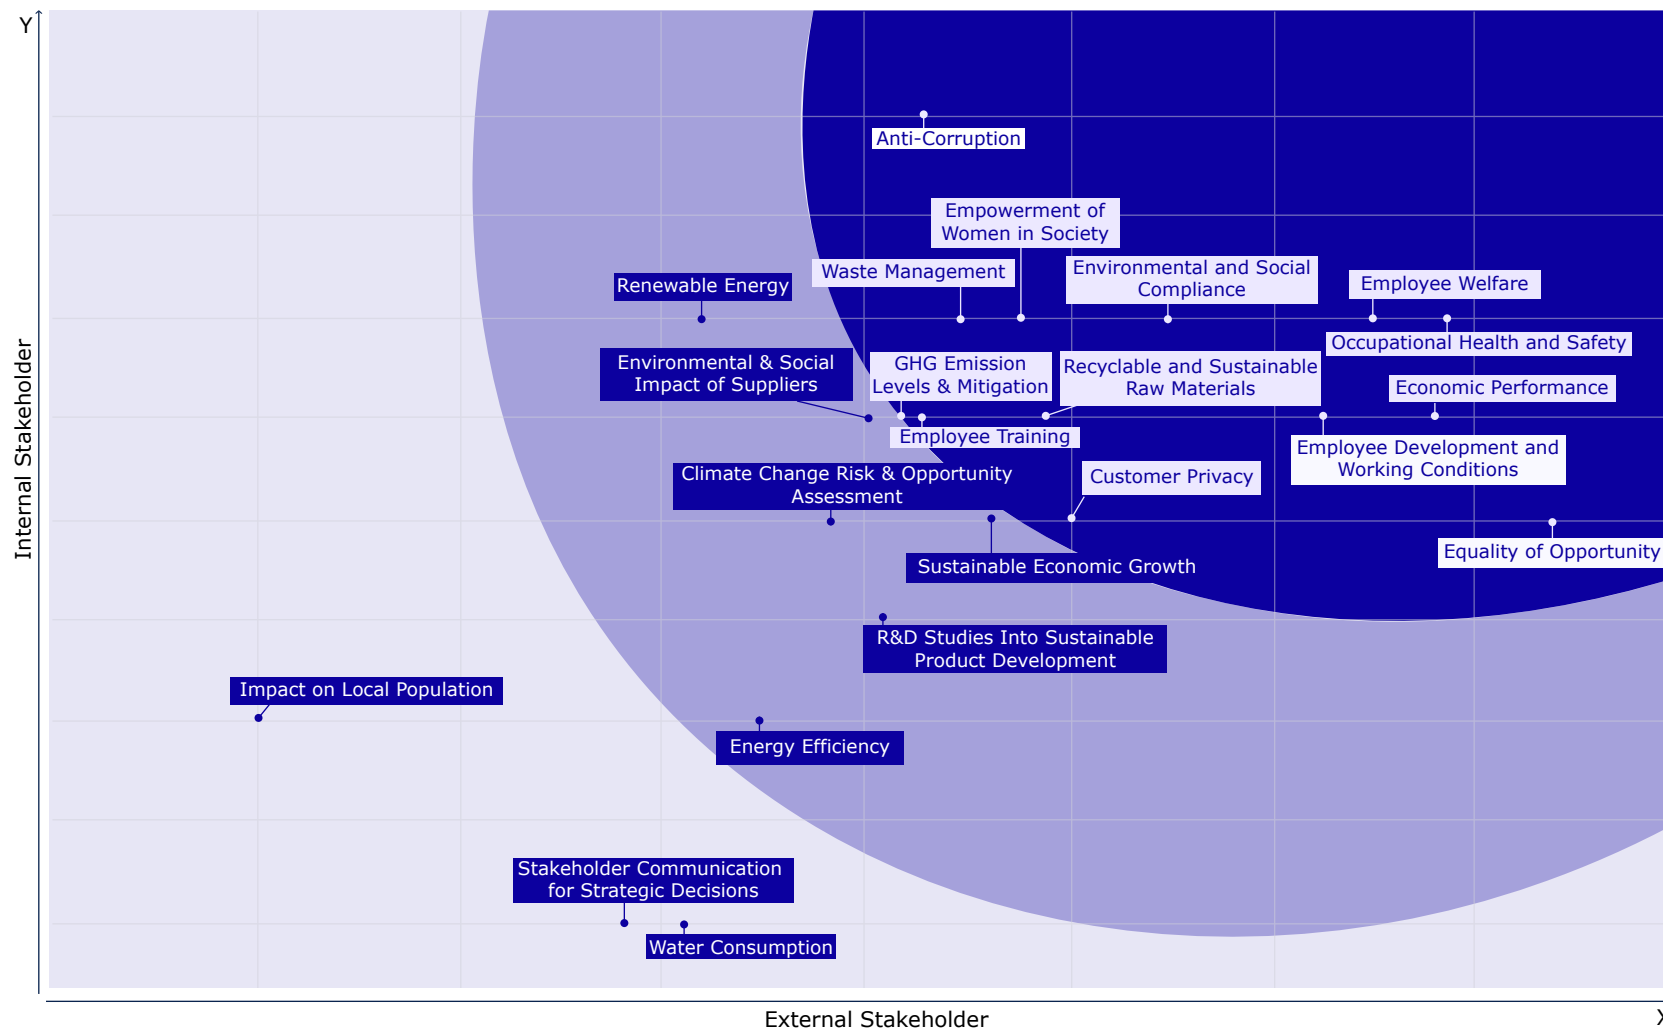 Y
Anti-Corruption
Empowerment of
Women in Society
Waste Management
Environmental and Social
Compliance
Employee Welfare
Renewable Energy
Occupational Health and Safety
Environmental & Social
Impact of Suppliers
GHG Emission
Levels & Mitigation
Recyclable and Sustainable
Raw Materials
Economic Performance
Employee Training
Employee Development and
Working Conditions
Climate Change Risk & Opportunity
Assessment
Customer Privacy
Internal Stakeholder
Equality of Opportunity
Sustainable Economic Growth
R&D Studies Into Sustainable
Product Development
Impact on Local Population
Energy Efficiency
Stakeholder Communication
for Strategic Decisions
Water Consumption
External Stakeholder
X